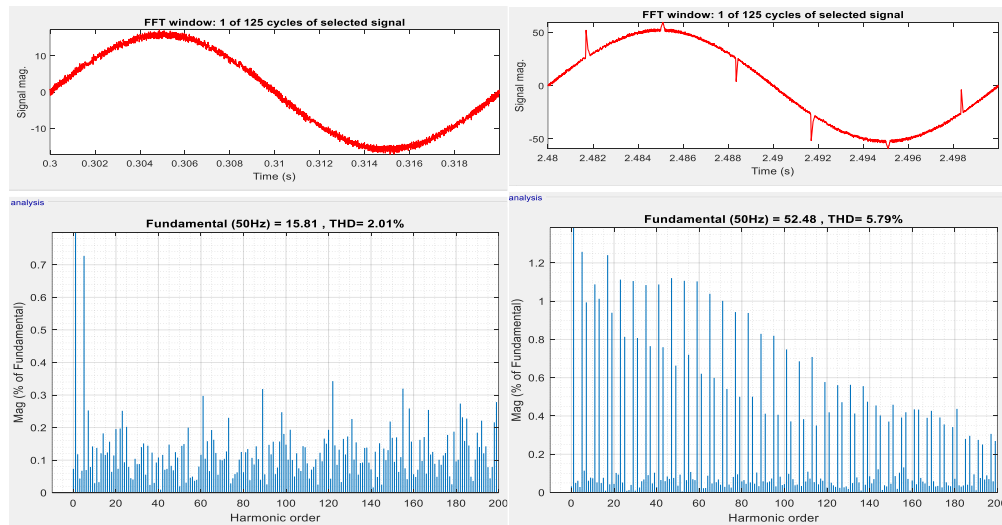 FFT window: 1 of 125 cycles of selected signal
Signal mag.
10
0
-10
0.3 0.302 0.304 0.306 0.308 0.31 0.312 0.314 0.316 0.318
Time (s)
analysis
Fundamental (50Hz) = 15.81 , THD= 2.01%
Mag (% of Fundamental)
0.7
0.6
0.5
0.4
0.3
0.2
0.1
0
0 20 40 60 80 100 120 140 160 180 200
Harmonic order
FFT window: 1 of 125 cycles of selected signal
Signal mag.
50
0
-50
2.48 2.482 2.484 2.486 2.488 2.49 2.492 2.494 2.496 2.498
Time (s)
analysis
Fundamental (50Hz) = 52.48 , THD= 5.79%
Mag (% of Fundamental)
1.2
1
0.8
0.6
0.4
0.2
0
0 20 40 60 80 100 120 140 160 180 200
Harmonic order